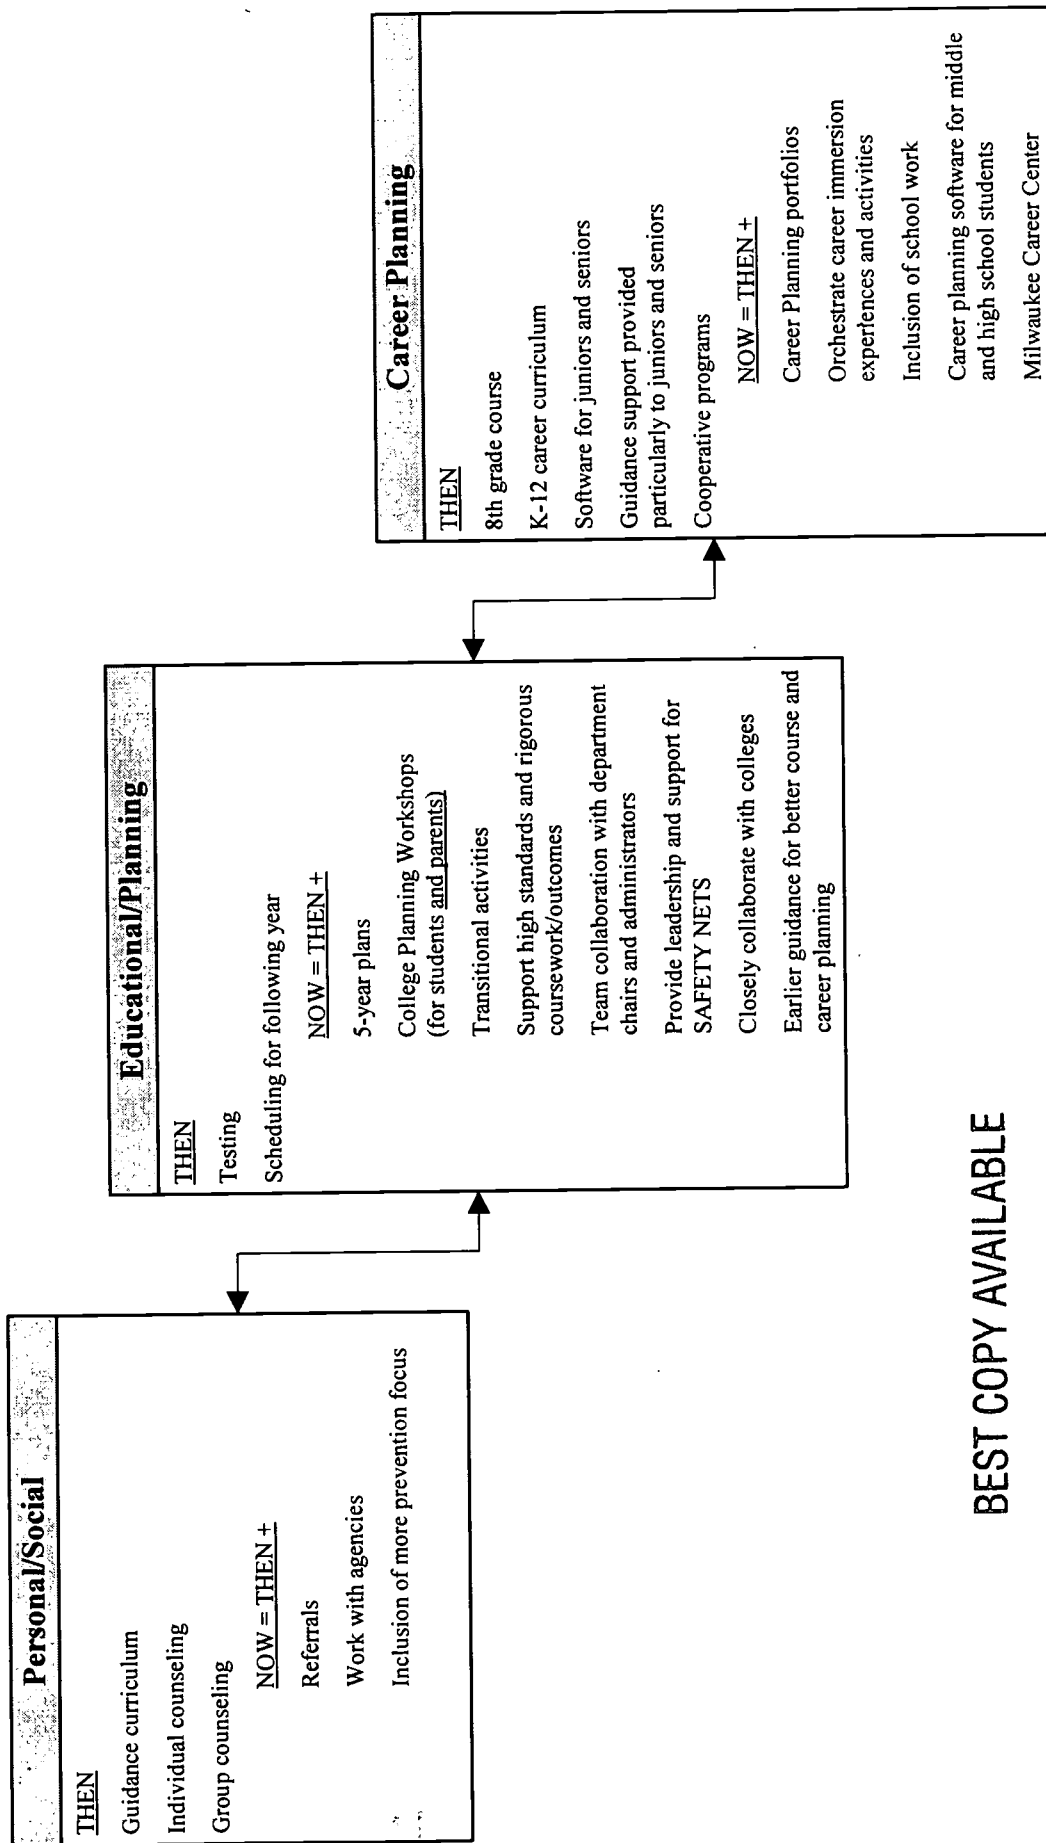 Personal/Social
THEN
Guidance curriculum
Individual counseling
Group counseling
NOW = THEN +
Referrals
Work with agencies
Inclusion of more prevention focus
Educational/Planning
THEN
Testing
Scheduling for following year
NOW = THEN +
5-year plans
College Planning Workshops
(for students and parents)
Transitional activities
Support high standards and rigorous
coursework/outcomes
Team collaboration with department
chairs and administrators
Provide leadership and support for
SAFETY NETS
Closely collaborate with colleges
Earlier guidance for better course and
career planning
Career Planning
THEN
8th grade course
K-12 career curriculum
Software for juniors and seniors
Guidance support provided
particularly to juniors and seniors
Cooperative programs
NOW = THEN +
Career Planning portfolios
Orchestrate career immersion
experiences and activities
Inclusion of school work
Career planning software for middle
and high school students
Milwaukee Career Center
BEST COPY AVAILABLE